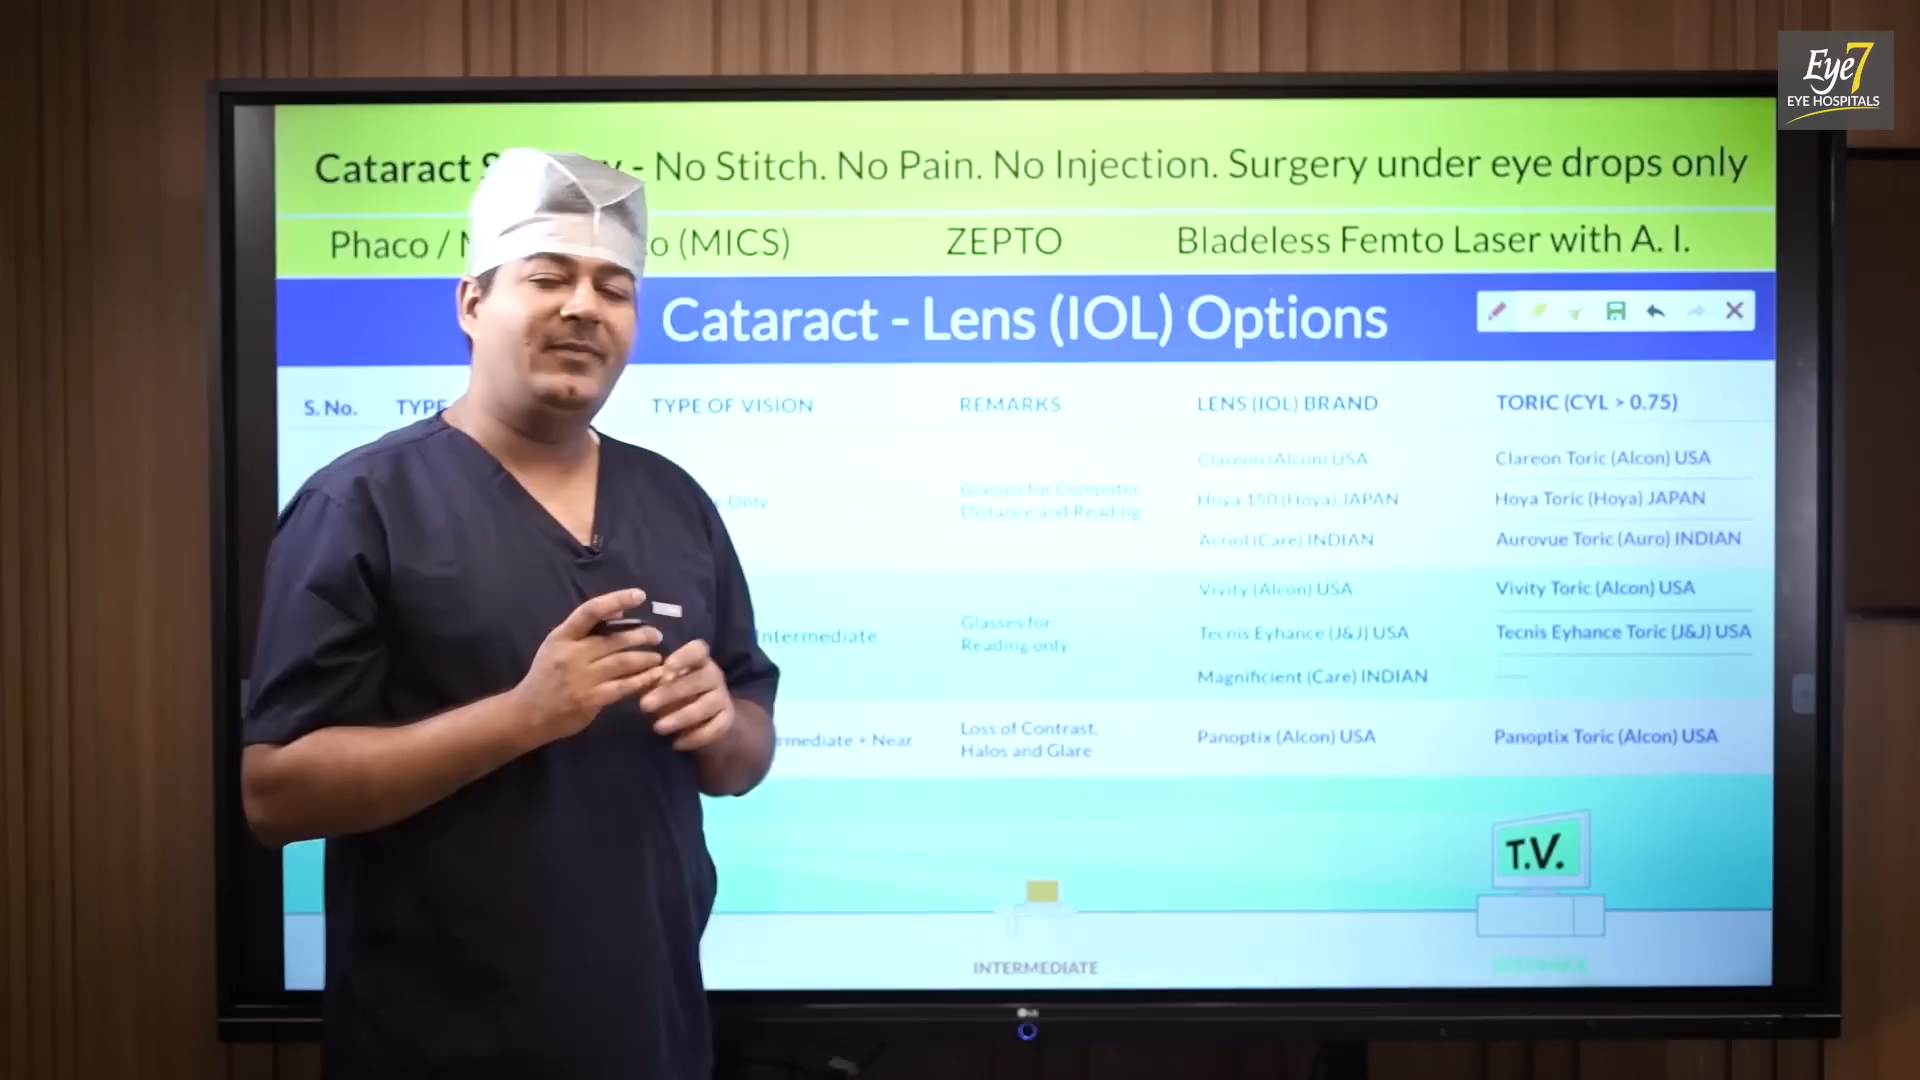 Eye7
EYE HOSPITALS
Cataract - No Stitch. No Pain. No Injection. Surgery under eye drops only
Phaco / (MICS) ZEPTO Bladeless Femto Laser with A. I.
Cataract - Lens (IOL) Options
S. No. TYPE TYPE OF VISION REMARKS LENS (IOL) BRAND TORIC (CYL > 0.75)
Clareon (Alcon) USA Clareon Toric (Alcon) USA
Only Glasses for Computer Hoya 150 (Hoya) JAPAN Hoya Toric (Hoya) JAPAN
Distance and Reading
Acriol (Care) INDIAN Aurovue Toric (Auro) INDIAN
Vivity (Alcon) USA Vivity Toric (Alcon) USA
Intermediate Glasses for Tecnis Eyhance (J&J) USA Tecnis Eyhance Toric (J&J) USA
Reading only
Magnificient (Care) INDIAN
+ Near Loss of Contrast, Panoptix (Alcon) USA Panoptix Toric (Alcon) USA
Halos and Glare
T.V.
INTERMEDIATE DISTANCE
LG